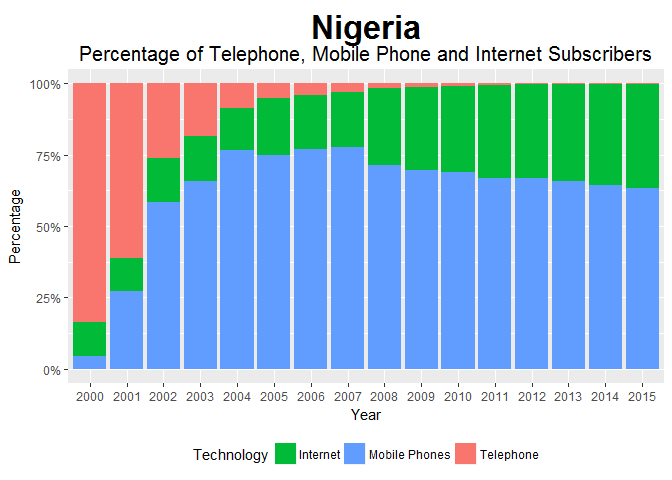 Nigeria
Percentage of Telephone, Mobile Phone and Internet Subscribers
100%
75%
50%
25%
0%
Percentage
2000 2001 2002 2003 2004 2005 2006 2007 2008 2009 2010 2011 2012 2013 2014 2015
Year
Technology Internet Mobile Phones Telephone